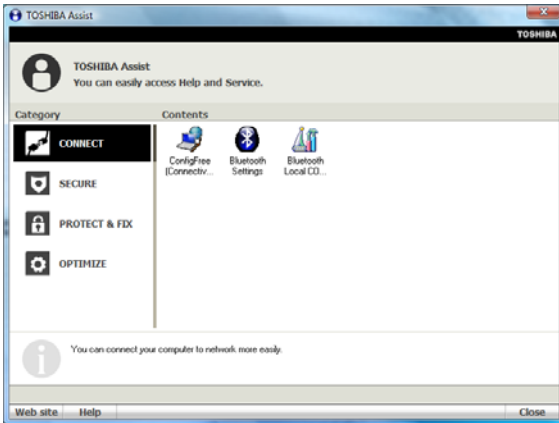 TOSHIBA Assist
TOSHIBA
TOSHIBA Assist
You can easily access Help and Service.
Category
Contents
CONNECT
SECURE
PROTECT & FIX
OPTIMIZE
ConfigFree
(Connectiv...
Bluetooth
Settings
Bluetooth
Local CO...
You can connect your computer to network more easily.
Web site
Help
Close